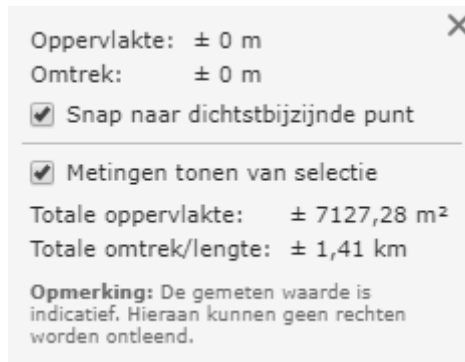 Oppervlakte: ± 0 m
Omtrek: ± 0 m
Snap naar dichtstbijzijnde punt
Metingen tonen van selectie
Totale oppervlakte: ± 7127,28 m²
Totale omtrek/lengte: ± 1,41 km
Opmerking: De gemeten waarde is
indicatief. Hieraan kunnen geen rechten
worden ontleend.